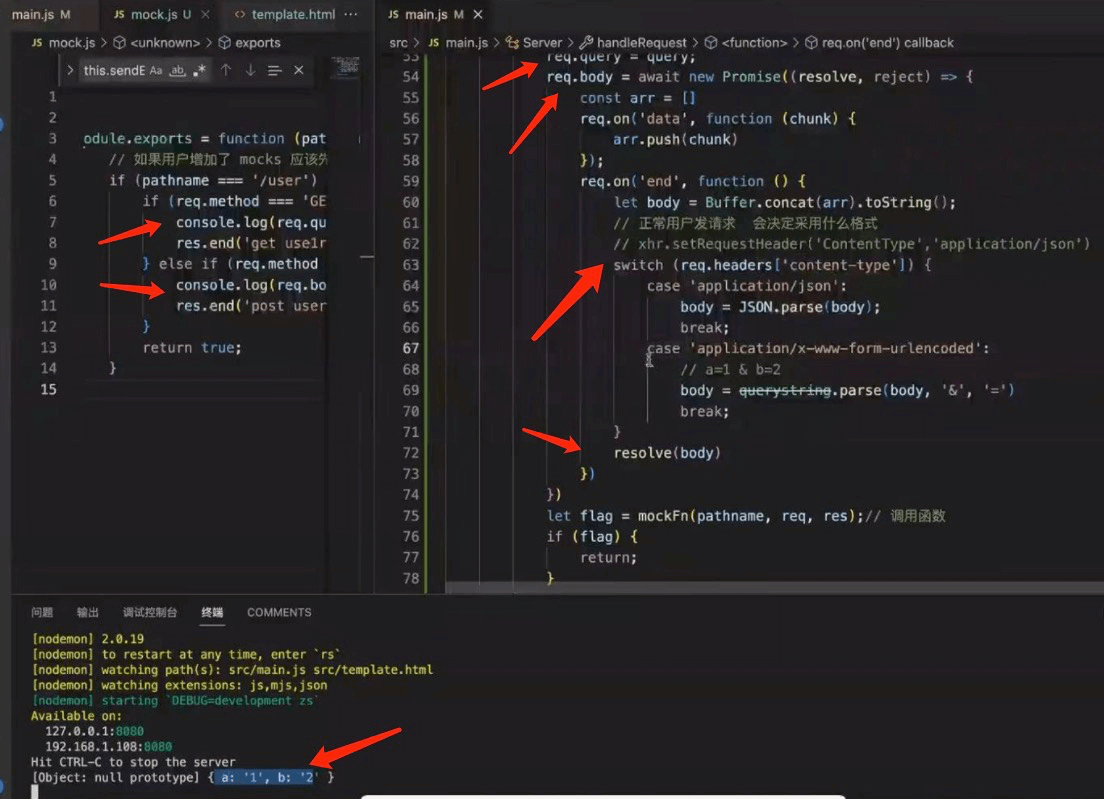 main.js M
JS mock.js U ×
<> template.html ···
JS mock.js > <unknown> > exports
> this.sendE Aa ab .* ↑ ↓ ×
1
2
3 odule.exports = function (pat
4 // 如果用户增加了 mocks 应该先
5 if (pathname === '/user')
6 if (req.method === 'GE
7 console.log(req.qu
8 res.end('get use1r
9 } else if (req.method
10 console.log(req.bo
11 res.end('post user
12 }
13 return true;
14 }
15
JS main.js M ×
src > JS main.js > Server > handleRequest > <function> > req.on('end') callback
53 req.query = query;
54 req.body = await new Promise((resolve, reject) => {
55 const arr = []
56 req.on('data', function (chunk) {
57 arr.push(chunk)
58 });
59 req.on('end', function () {
60 let body = Buffer.concat(arr).toString();
61 // 正常用户发请求 会决定采用什么格式
62 // xhr.setRequestHeader('ContentType','application/json')
63 switch (req.headers['content-type']) {
64 case 'application/json':
65 body = JSON.parse(body);
66 break;
67 case 'application/x-www-form-urlencoded':
68 // a=1 & b=2
69 body = querystring.parse(body, '&', '=')
70 break;
71 }
72 resolve(body)
73 })
74 })
75 let flag = mockFn(pathname, req, res);// 调用函数
76 if (flag) {
77 return;
78 }
问题 输出 调试控制台 终端 COMMENTS
[nodemon] 2.0.19
[nodemon] to restart at any time, enter `rs`
[nodemon] watching path(s): src/main.js src/template.html
[nodemon] watching extensions: js,mjs,json
[nodemon] starting `DEBUG=development zs`
Available on:
127.0.0.1:8080
192.168.1.108:8080
Hit CTRL-C to stop the server
[Object: null prototype] { a: '1', b: '2' }